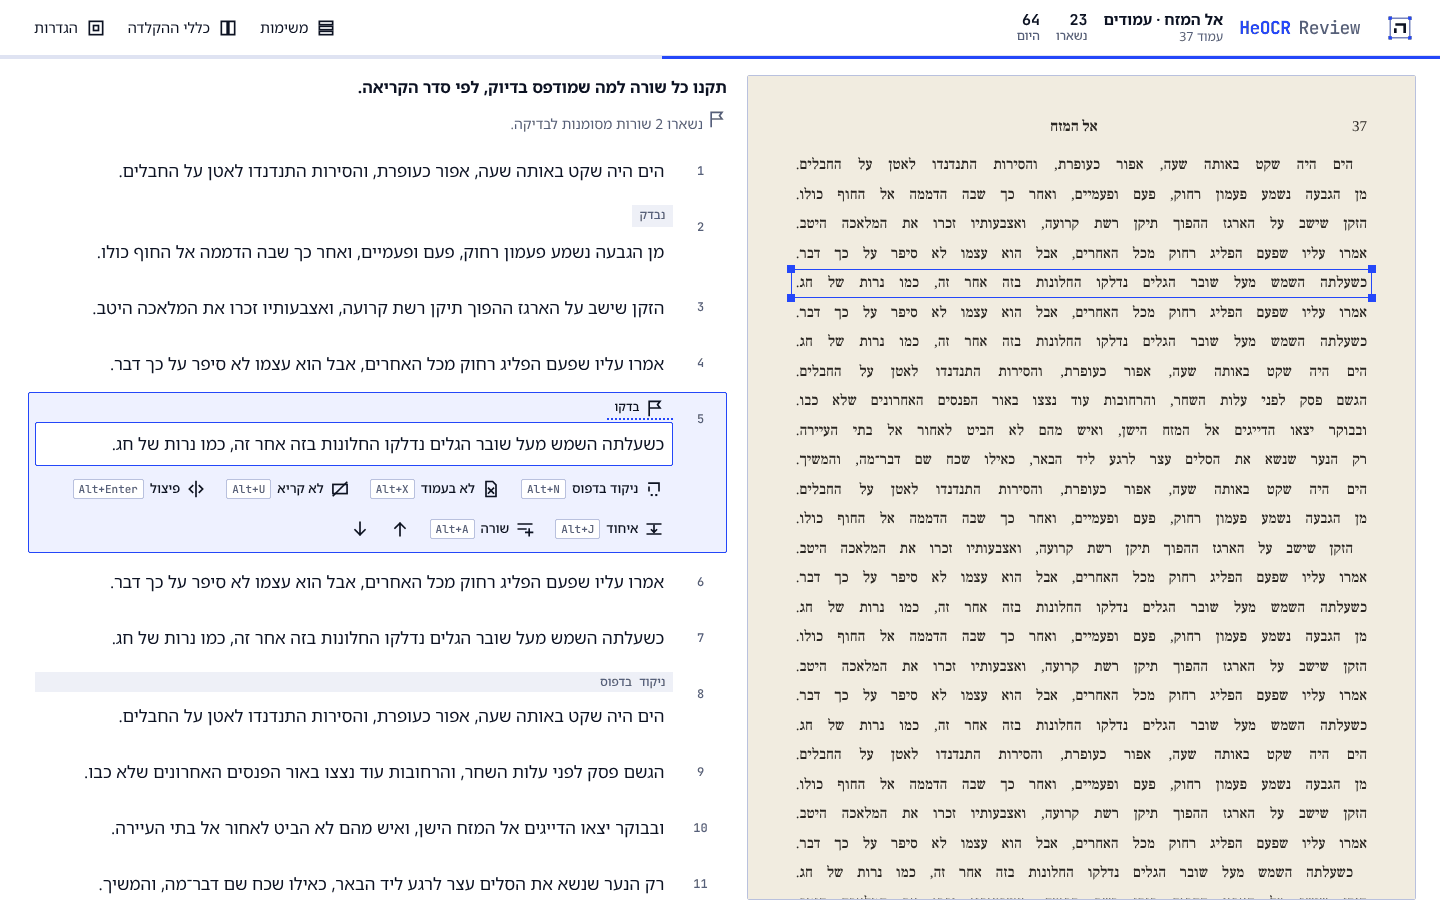 HeOCR Review
אל המזח · עמודים
עמוד 37
23
נשארו
64
היום
משימות
כללי ההקלדה
הגדרות
37
אל המזח
הים היה שקט באותה שעה, אפור כעופרת, והסירות התנדנדו לאטן על החבלים.
מן הגבעה נשמע פעמון רחוק, פעם ופעמיים, ואחר כך שבה הדממה אל החוף כולו.
הזקן שישב על הארגז ההפוך תיקן רשת קרועה, ואצבעותיו זכרו את המלאכה היטב.
אמרו עליו שפעם הפליג רחוק מכל האחרים, אבל הוא עצמו לא סיפר על כך דבר.
כשעלתה השמש מעל שובר הגלים נדלקו החלונות בזה אחר זה, כמו נרות של חג.
אמרו עליו שפעם הפליג רחוק מכל האחרים, אבל הוא עצמו לא סיפר על כך דבר.
כשעלתה השמש מעל שובר הגלים נדלקו החלונות בזה אחר זה, כמו נרות של חג.
הים היה שקט באותה שעה, אפור כעופרת, והסירות התנדנדו לאטן על החבלים.
הגשם פסק לפני עלות השחר, והרחובות עוד נצצו באור הפנסים האחרונים שלא כבו.
ובבוקר יצאו הדייגים אל המזח הישן, ואיש מהם לא הביט לאחור אל בתי העיירה.
רק הנער שנשא את הסלים עצר לרגע ליד הבאר, כאילו שכח שם דבר־מה, והמשיך.
הים היה שקט באותה שעה, אפור כעופרת, והסירות התנדנדו לאטן על החבלים.
מן הגבעה נשמע פעמון רחוק, פעם ופעמיים, ואחר כך שבה הדממה אל החוף כולו.
הזקן שישב על הארגז ההפוך תיקן רשת קרועה, ואצבעותיו זכרו את המלאכה היטב.
אמרו עליו שפעם הפליג רחוק מכל האחרים, אבל הוא עצמו לא סיפר על כך דבר.
כשעלתה השמש מעל שובר הגלים נדלקו החלונות בזה אחר זה, כמו נרות של חג.
מן הגבעה נשמע פעמון רחוק, פעם ופעמיים, ואחר כך שבה הדממה אל החוף כולו.
הזקן שישב על הארגז ההפוך תיקן רשת קרועה, ואצבעותיו זכרו את המלאכה היטב.
אמרו עליו שפעם הפליג רחוק מכל האחרים, אבל הוא עצמו לא סיפר על כך דבר.
כשעלתה השמש מעל שובר הגלים נדלקו החלונות בזה אחר זה, כמו נרות של חג.
הים היה שקט באותה שעה, אפור כעופרת, והסירות התנדנדו לאטן על החבלים.
מן הגבעה נשמע פעמון רחוק, פעם ופעמיים, ואחר כך שבה הדממה אל החוף כולו.
הזקן שישב על הארגז ההפוך תיקן רשת קרועה, ואצבעותיו זכרו את המלאכה היטב.
אמרו עליו שפעם הפליג רחוק מכל האחרים, אבל הוא עצמו לא סיפר על כך דבר.
כשעלתה השמש מעל שובר הגלים נדלקו החלונות בזה אחר זה, כמו נרות של חג.
תקנו כל שורה למה שמודפס בדיוק, לפי סדר הקריאה.
נשארו 2 שורות מסומנות לבדיקה.
1 הים היה שקט באותה שעה, אפור כעופרת, והסירות התנדנדו לאטן על החבלים.
נבדק
2 מן הגבעה נשמע פעמון רחוק, פעם ופעמיים, ואחר כך שבה הדממה אל החוף כולו.
3 הזקן שישב על הארגז ההפוך תיקן רשת קרועה, ואצבעותיו זכרו את המלאכה היטב.
4 אמרו עליו שפעם הפליג רחוק מכל האחרים, אבל הוא עצמו לא סיפר על כך דבר.
בדקו
5 כשעלתה השמש מעל שובר הגלים נדלקו החלונות בזה אחר זה, כמו נרות של חג.
ניקוד בדפוס Alt+N לא בעמוד Alt+X לא קריא Alt+U פיצול Alt+Enter
איחוד Alt+J שורה Alt+A
6 אמרו עליו שפעם הפליג רחוק מכל האחרים, אבל הוא עצמו לא סיפר על כך דבר.
7 כשעלתה השמש מעל שובר הגלים נדלקו החלונות בזה אחר זה, כמו נרות של חג.
ניקוד בדפוס
8 הים היה שקט באותה שעה, אפור כעופרת, והסירות התנדנדו לאטן על החבלים.
9 הגשם פסק לפני עלות השחר, והרחובות עוד נצצו באור הפנסים האחרונים שלא כבו.
10 ובבוקר יצאו הדייגים אל המזח הישן, ואיש מהם לא הביט לאחור אל בתי העיירה.
11 רק הנער שנשא את הסלים עצר לרגע ליד הבאר, כאילו שכח שם דבר־מה, והמשיך.